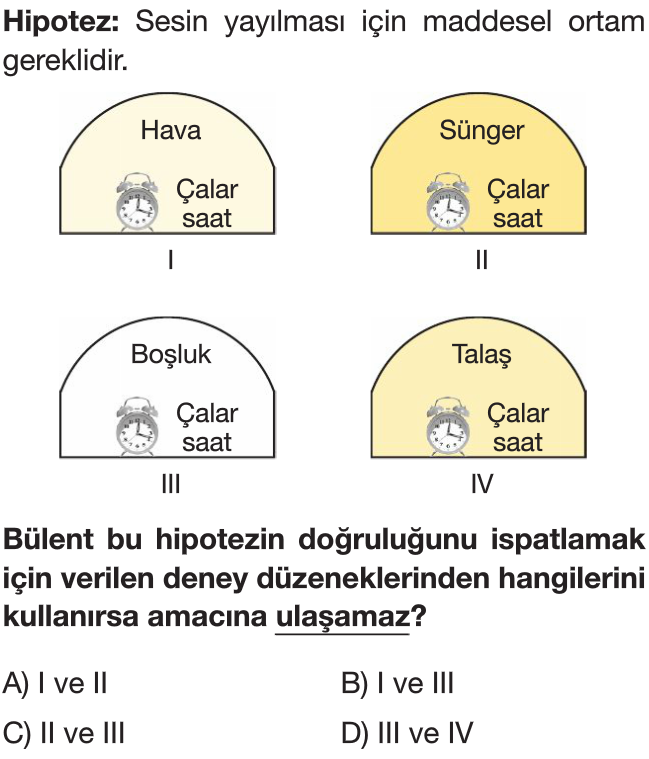 Hipotez: Sesin yayılması için maddesel ortam
gereklidir.
Hava
Çalar
saat
I
Sünger
Çalar
saat
II
Boşluk
Çalar
saat
III
Talaş
Çalar
saat
IV
Bülent bu hipotezin doğruluğunu ispatlamak
için verilen deney düzeneklerinden hangilerini
kullanırsa amacına ulaşamaz?
A) I ve II
B) I ve III
C) II ve III
D) III ve IV